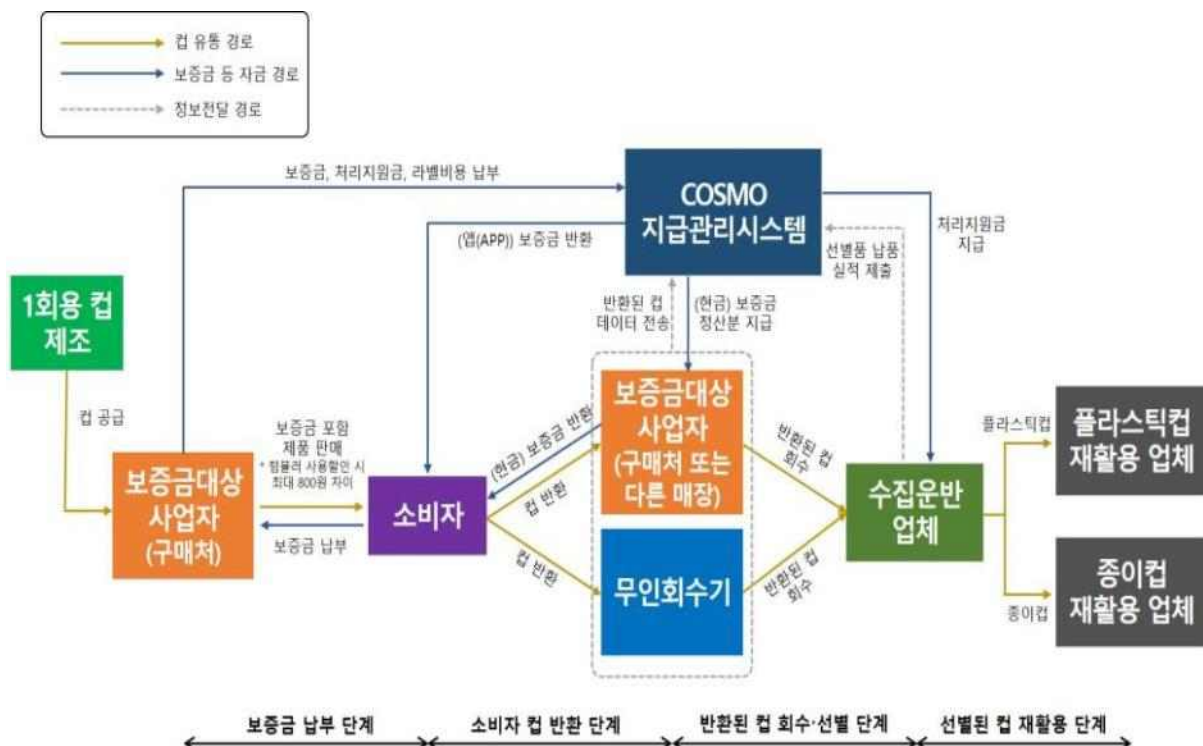 컵 유통 경로
보증금 등 자금 경로
정보전달 경로
보증금, 처리지원금, 라벨비용 납부
COSMO
지급관리시스템
(앱(APP)) 보증금 반환
처리지원금
지급
선별품 납품
실적 제출
반환된 컵
데이터 전송
(현금) 보증금
정산분 지급
1회용 컵
제조
컵 공급
보증금대상
사업자
(구매처)
보증금 포함
제품 판매
* 텀블러 사용할인 시
최대 800원 차이
보증금 납부
소비자
(현금) 보증금 반환
컵 반환
컵 반환
보증금대상
사업자
(구매처 또는
다른 매장)
무인회수기
반환된 컵
회수
반환된 컵
회수
수집운반
업체
플라스틱컵
플라스틱컵
재활용 업체
종이컵
종이컵
재활용 업체
보증금 납부 단계
소비자 컵 반환 단계
반환된 컵 회수·선별 단계
선별된 컵 재활용 단계